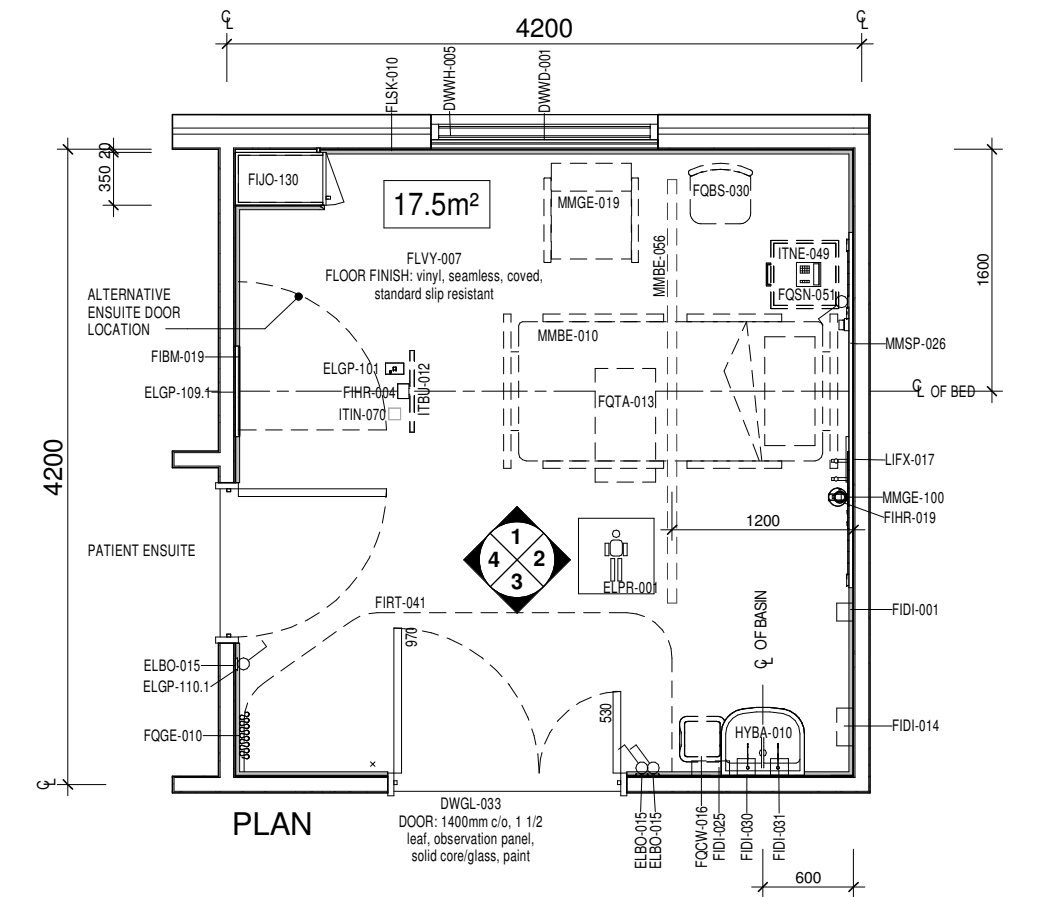 ℄
4200
℄
FLSK-010
DWWH-005
DWWD-001
20
350
FIJO-130
17.5m²
MMGE-019
FQBS-030
MMBE-056
ITNE-049
FQSN-051
1600
FLVY-007
FLOOR FINISH: vinyl, seamless, coved,
standard slip resistant
ALTERNATIVE
ENSUITE DOOR
LOCATION
MMBE-010
MMSP-026
FIBM-019
ELGP-101
ELGP-109.1
FIHR-004
ITBU-012
ITIN-070
FQTA-013
℄ OF BED
4200
LIFX-017
MMGE-100
FIHR-019
1200
PATIENT ENSUITE
1
4
2
3
ELPR-001
FIRT-041
970
FIDI-001
℄ OF BASIN
ELBO-015
ELGP-110.1
530
FQGE-010
HYBA-010
FIDI-014
×
℄
PLAN
DWGL-033
DOOR: 1400mm c/o, 1 1/2
leaf, observation panel,
solid core/glass, paint
ELBO-015
ELBO-015
FQCW-016
FIDI-025
FIDI-030
FIDI-031
600